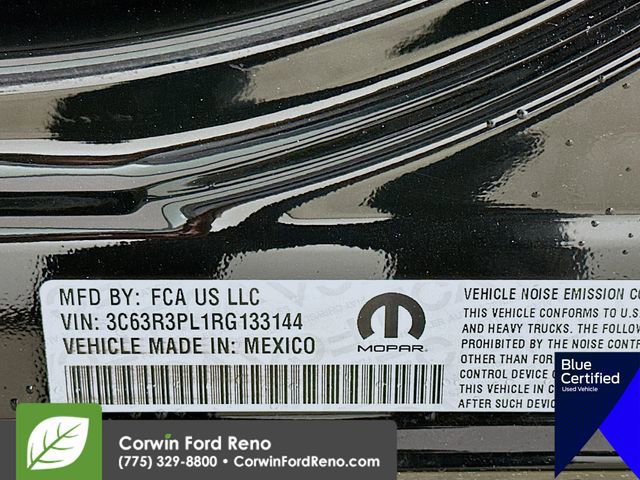 MFD BY: FCA US LLC
VIN: 3C63R3PL1RG133144
VEHICLE MADE IN: MEXICO
MOPAR
VEHICLE NOISE EMISSION
THIS VEHICLE CONFORMS TO U.S
AND HEAVY TRUCKS. THE FOLLOW
PROHIBITED BY THE NOISE CONTR
OTHER THAN FOR
CONTROL DEVICE
THIS VEHICLE IN
AFTER SUCH DEVIC
Blue
Certified
Used Vehicle
Corwin Ford Reno
(775) 329-8800 • CorwinFordReno.com